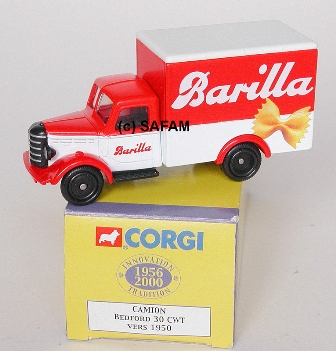 Barilla
(c) SAFAM
Barilla
CORGI
INNOVATION
1956
2000
TRADITION
CAMION
BEDFORD 30 CWT
VERS 1950